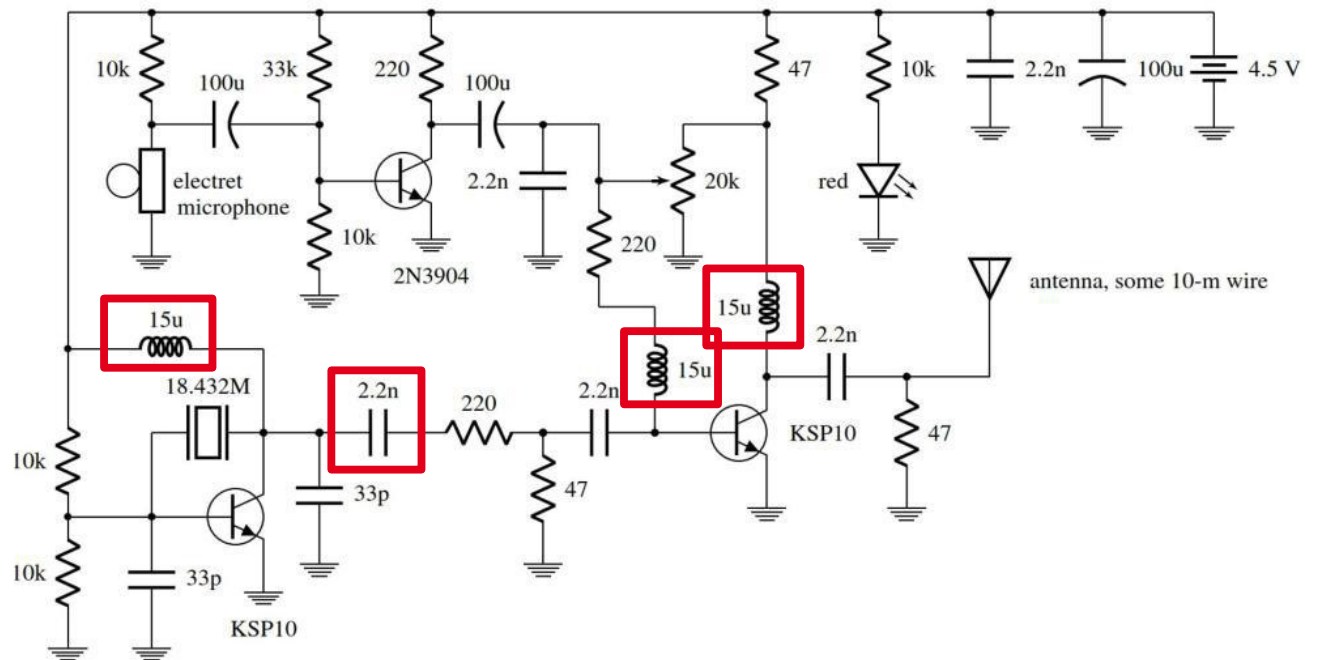 10k
33k
220
47
10k
2.2n
100u
4.5 V
100u
100u
electret
microphone
2.2n
20k
red
10k
2N3904
220
antenna, some 10-m wire
15u
15u
15u
2.2n
18.432M
2.2n
220
2.2n
KSP10
47
10k
33p
47
10k
33p
KSP10